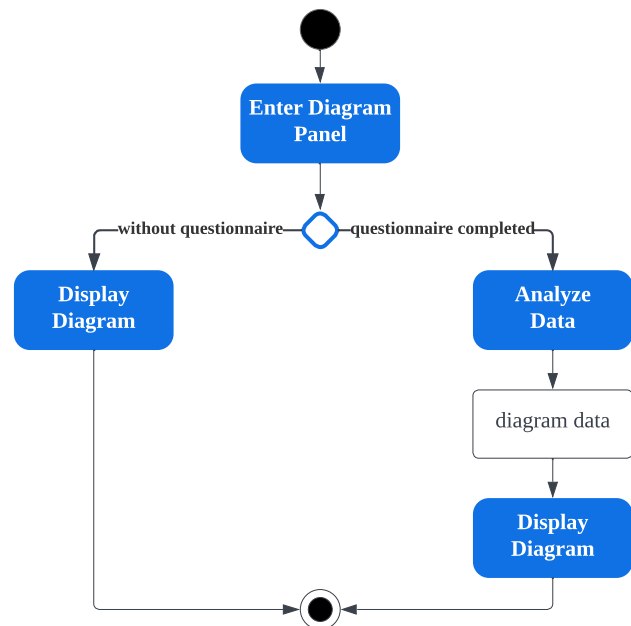 Enter Diagram
Panel
without questionnaire
questionnaire completed
Display
Diagram
Analyze
Data
diagram data
Display
Diagram